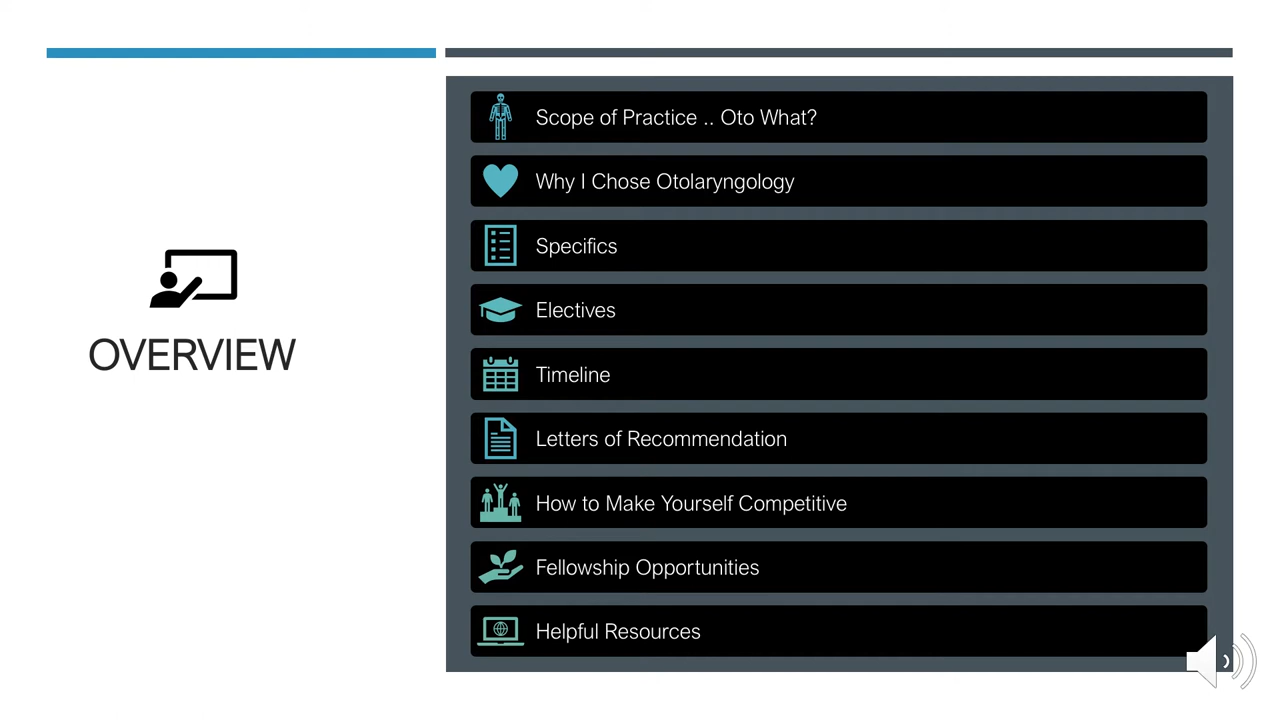 OVERVIEW
Scope of Practice .. Oto What?
Why I Chose Otolaryngology
Specifics
Electives
Timeline
Letters of Recommendation
How to Make Yourself Competitive
Fellowship Opportunities
Helpful Resources